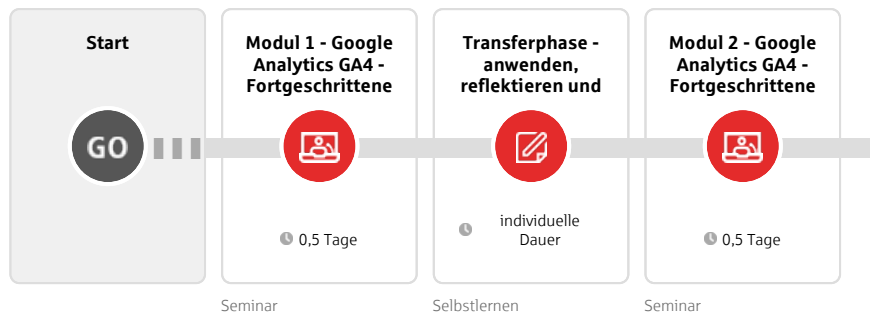 Start
GO
Modul 1 - Google
Analytics GA4 -
Fortgeschrittene
0,5 Tage
Seminar
Transferphase -
anwenden,
reflektieren und
individuelle
Dauer
Selbstlernen
Modul 2 - Google
Analytics GA4 -
Fortgeschrittene
0,5 Tage
Seminar